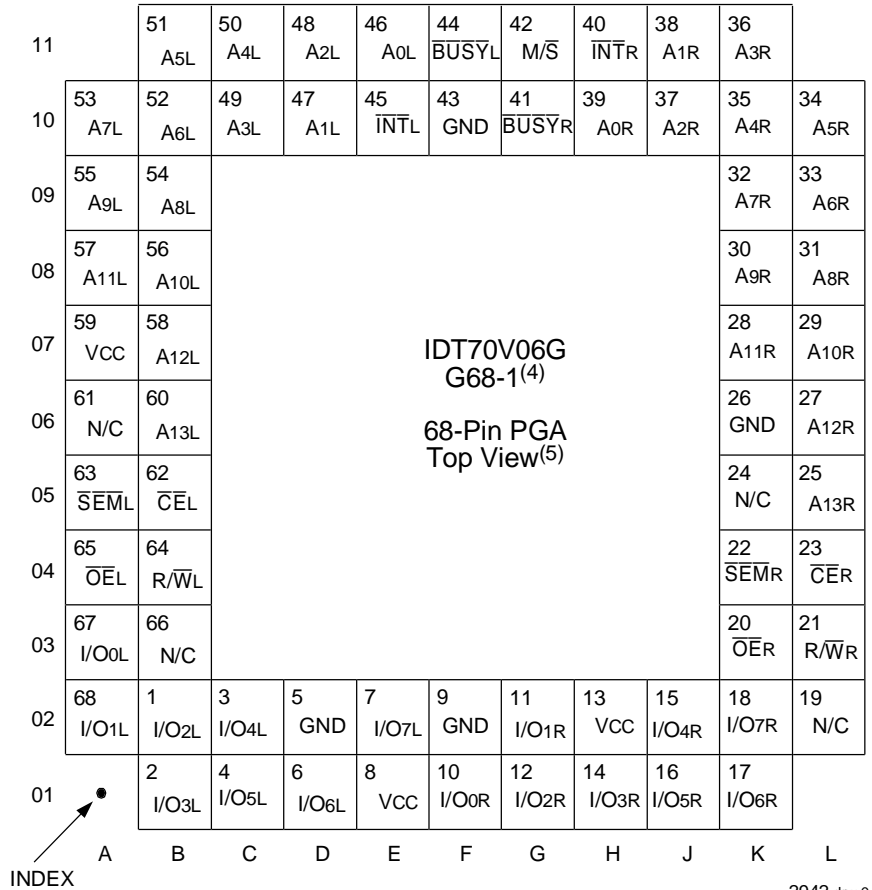 51 50 48 46 44 42 40 38 36
11 A5L A4L A2L A0L BUSYL M/S INTR A1R A3R
53 52 49 47 45 43 41 39 37 35 34
10 A7L A6L A3L A1L INTL GND BUSYR A0R A2R A4R A5R
55 54 32 33
09 A9L A8L A7R A6R
57 56 30 31
08 A11L A10L A9R A8R
59 58 28 29
07 VCC A12L IDT70V06G A11R A10R
G68-1(4)
61 60 26 27
06 N/C A13L 68-Pin PGA GND A12R
Top View(5)
63 62 24 25
05 SEML CEL N/C A13R
65 64 22 23
04 OEL R/WL SEMR CER
67 66 20 21
03 I/O0L N/C OER R/WR
68 1 3 5 7 9 11 13 15 18 19
02 I/O1L I/O2L I/O4L GND I/O7L GND I/O1R VCC I/O4R I/O7R N/C
2 4 6 8 10 12 14 16 17
01 I/O3L I/O5L I/O6L VCC I/O0R I/O2R I/O3R I/O5R I/O6R
A B C D E F G H J K L
INDEX